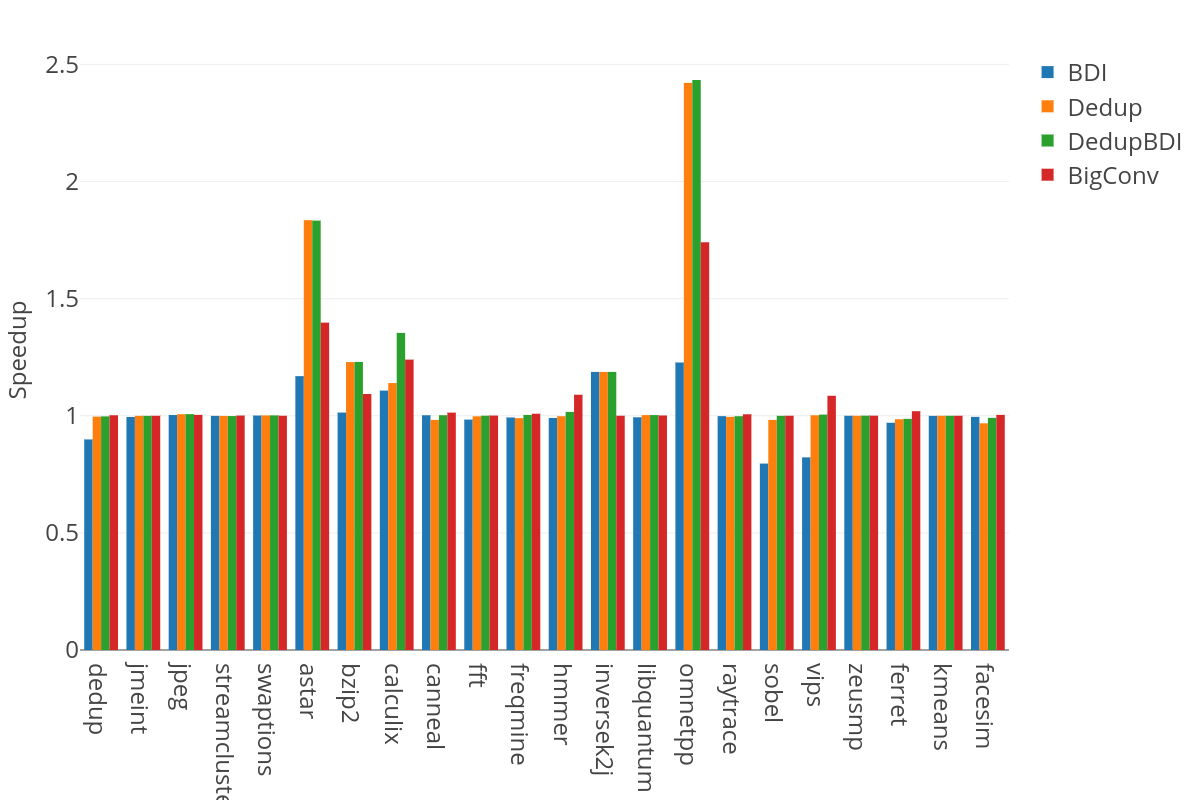 BDI
Dedup
DedupBDI
BigConv
Speedup
2.5
2
1.5
1
0.5
0
dedup
jmeint
jpeg
streamcluste
swaptions
astar
bzip2
calculix
canneal
fft
freqmine
hmmer
inversek2j
libquantum
omnetpp
raytrace
sobel
vips
zeusmp
ferret
kmeans
facesim